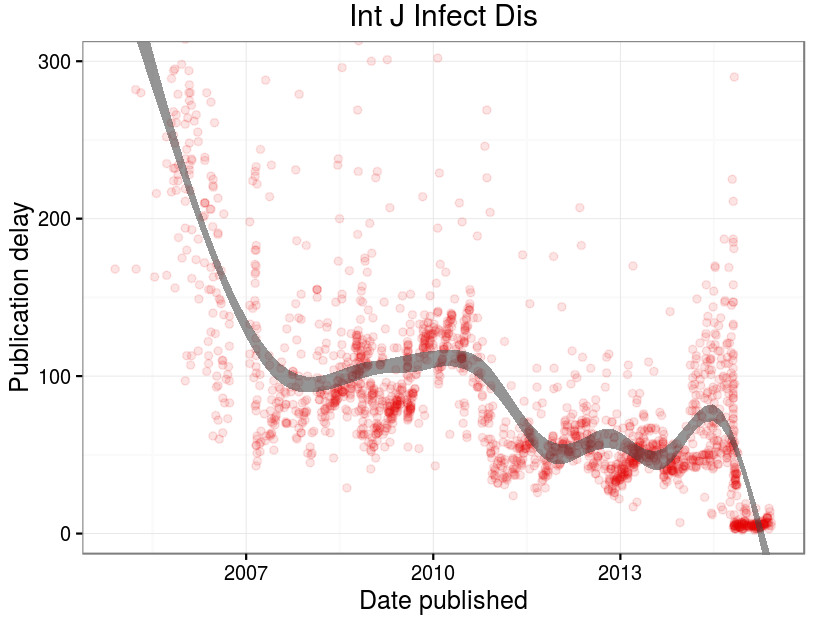 Int J Infect Dis
Publication delay
300
200
100
0
2007 2010 2013
Date published